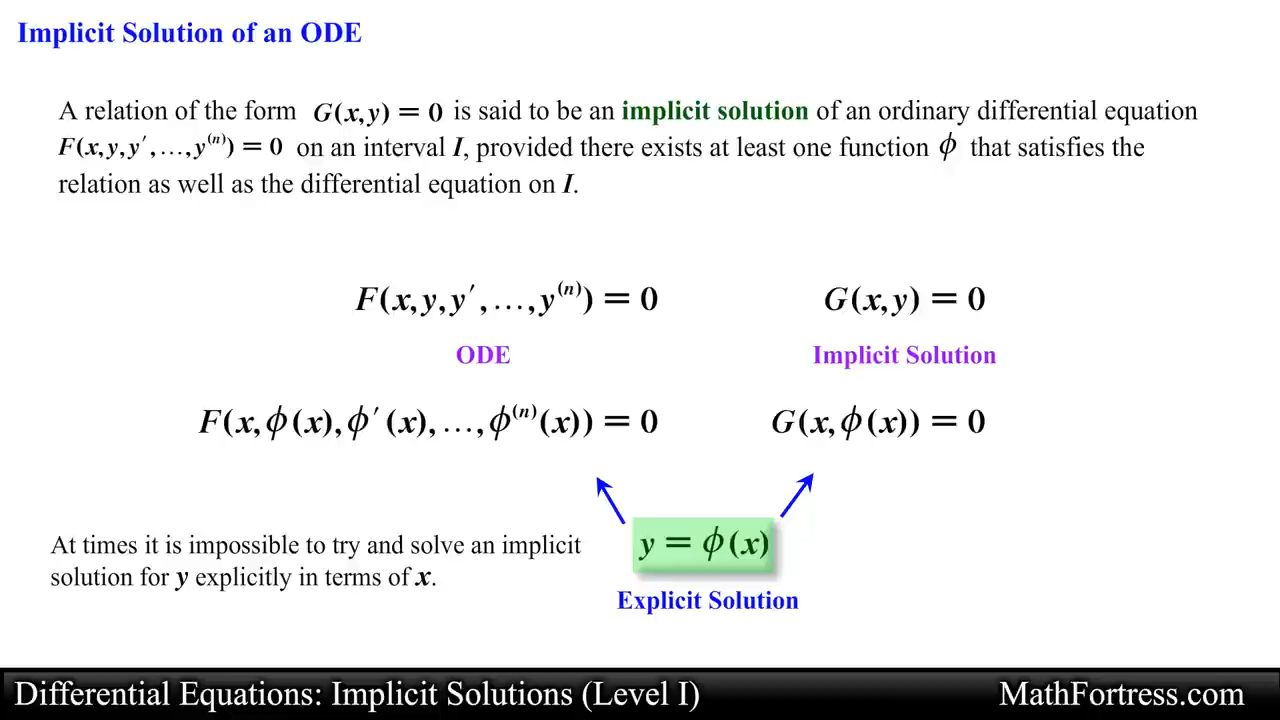 Implicit Solution of an ODE
A relation of the form G(x,y) = 0 is said to be an implicit solution of an ordinary differential equation
F(x,y,y′,…,y⁽ⁿ⁾) = 0 on an interval I, provided there exists at least one function ϕ that satisfies the
relation as well as the differential equation on I.
F(x,y,y′,…,y⁽ⁿ⁾) = 0 G(x,y) = 0
ODE Implicit Solution
F(x,ϕ(x),ϕ′(x),…,ϕ⁽ⁿ⁾(x)) = 0 G(x,ϕ(x)) = 0
At times it is impossible to try and solve an implicit
solution for y explicitly in terms of x.
y = ϕ(x)
Explicit Solution
Differential Equations: Implicit Solutions (Level I) MathFortress.com